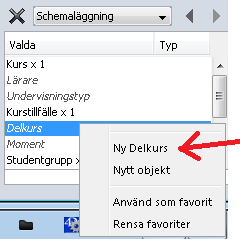 Schemaläggning
Valda Typ
Kurs x 1
Lärare
Undervisningstyp
Kurstillfälle x 1
Delkurs
Moment
Studentgrupp x
Ny Delkurs
Nytt objekt
Använd som favorit
Rensa favoriter